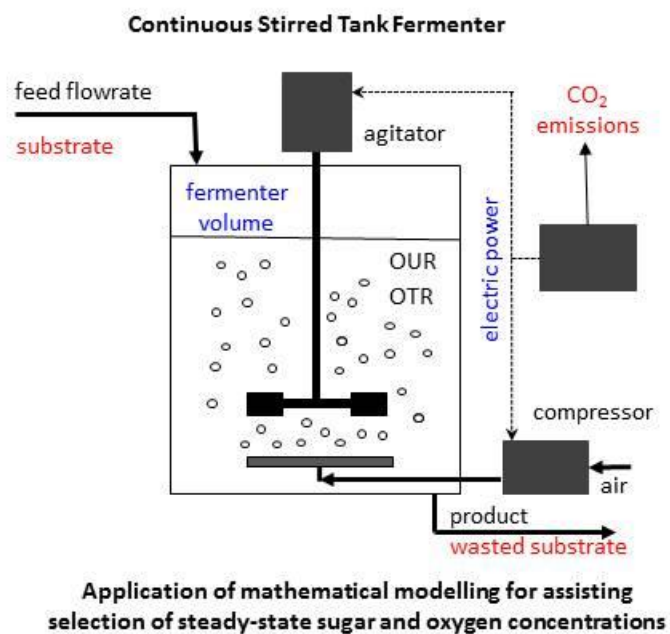 Continuous Stirred Tank Fermenter
feed flowrate
substrate
agitator
CO₂
emissions
fermenter
volume
OUR
OTR
electric power
compressor
air
product
wasted substrate
Application of mathematical modelling for assisting
selection of steady-state sugar and oxygen concentrations